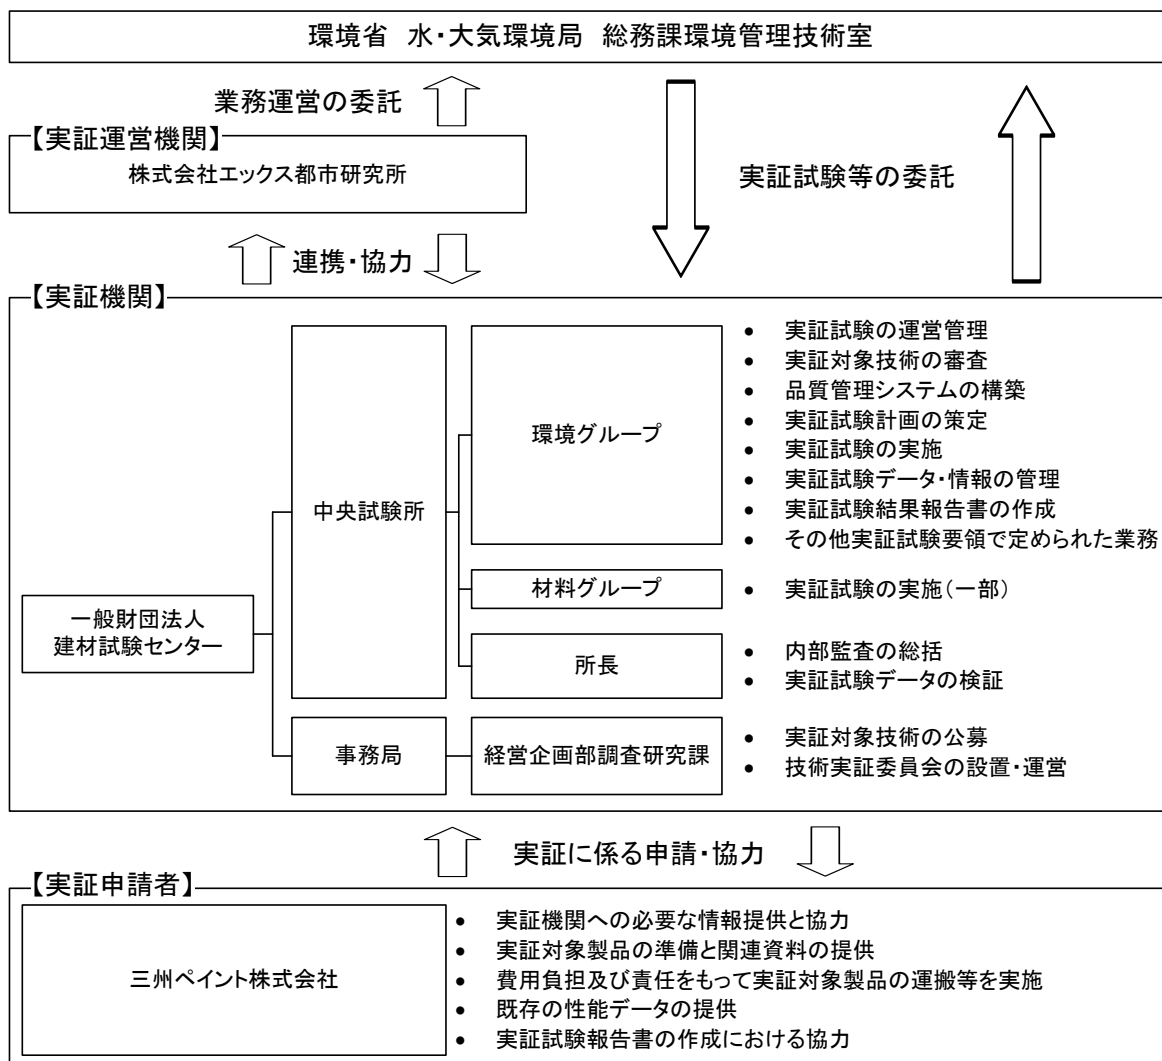 環境省 水・大気環境局 総務課環境管理技術室
業務運営の委託
【実証運営機関】
株式会社エックス都市研究所
実証試験等の委託
連携・協力
【実証機関】
一般財団法人
建材試験センター
中央試験所
環境グループ
• 実証試験の運営管理
• 実証対象技術の審査
• 品質管理システムの構築
• 実証試験計画の策定
• 実証試験の実施
• 実証試験データ・情報の管理
• 実証試験結果報告書の作成
• その他実証試験要領で定められた業務
材料グループ
• 実証試験の実施(一部)
所長
• 内部監査の総括
• 実証試験データの検証
事務局
経営企画部調査研究課
• 実証対象技術の公募
• 技術実証委員会の設置・運営
実証に係る申請・協力
【実証申請者】
三州ペイント株式会社
• 実証機関への必要な情報提供と協力
• 実証対象製品の準備と関連資料の提供
• 費用負担及び責任をもって実証対象製品の運搬等を実施
• 既存の性能データの提供
• 実証試験報告書の作成における協力